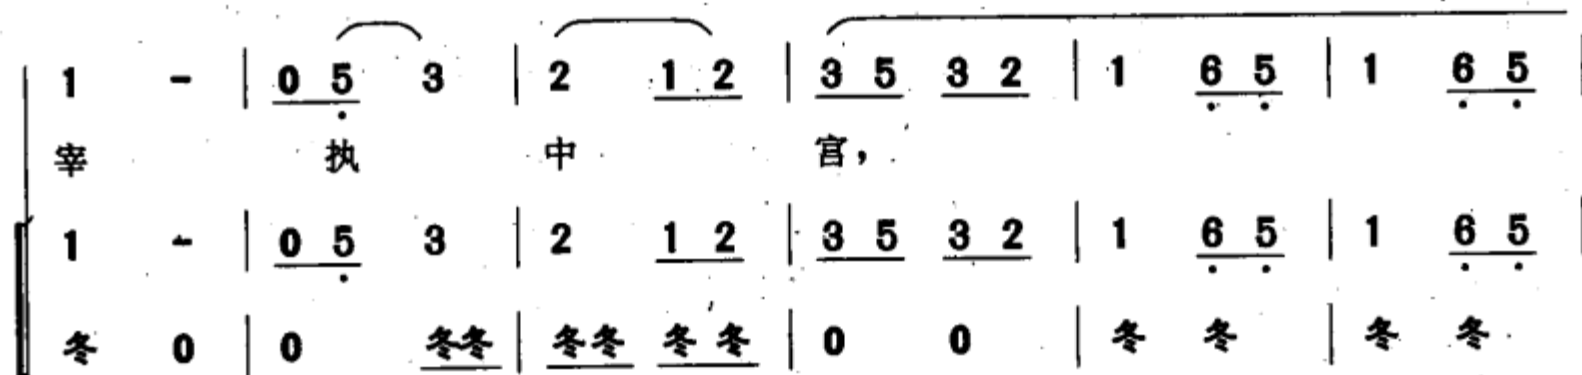 1 - | 0 5 3 | 2 1 2 | 3 5 3 2 | 1 6 5 | 1 6 5 |
宰 执 中 宫，
1 - | 0 5 3 | 2 1 2 | 3 5 3 2 | 1 6 5 | 1 6 5 |
冬 0 | 0 冬冬 | 冬冬 冬冬 | 0 0 | 冬 冬 | 冬 冬